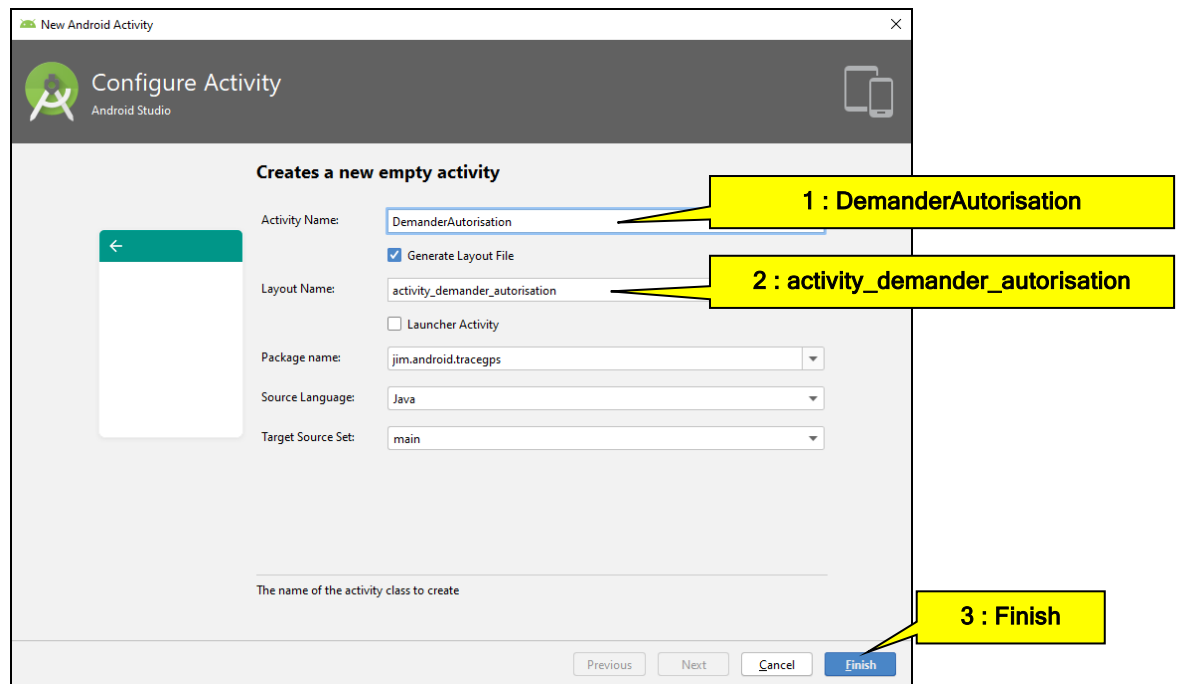 New Android Activity
Configure Activity
Android Studio
Creates a new empty activity
Activity Name:
DemanderAutorisation
1 : DemanderAutorisation
Generate Layout File
Layout Name:
activity_demander_autorisation
2 : activity_demander_autorisation
Launcher Activity
Package name:
jim.android.tracegps
Source Language:
Java
Target Source Set:
main
The name of the activity class to create
3 : Finish
Previous
Next
Cancel
Finish